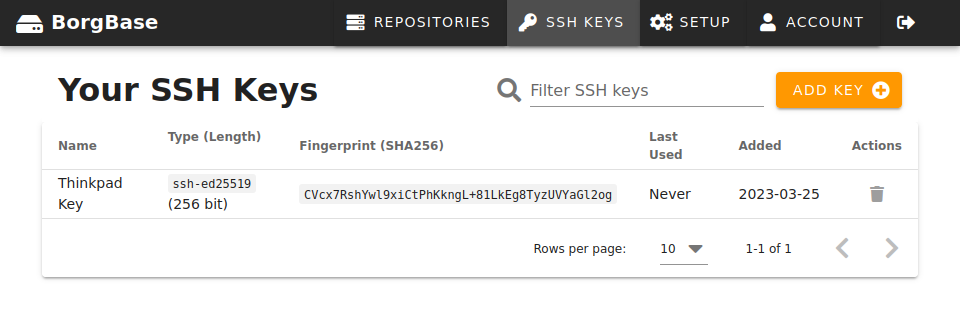 BorgBase
REPOSITORIES
SSH KEYS
SETUP
ACCOUNT
Your SSH Keys
Filter SSH keys
ADD KEY
Name
Type (Length)
Fingerprint (SHA256)
Last
Used
Added
Actions
Thinkpad
Key
ssh-ed25519
(256 bit)
CVcx7RshYwl9xiCtPhKkngL+81LkEg8TyzUVYaGl2og
Never
2023-03-25
Rows per page:
10
1-1 of 1